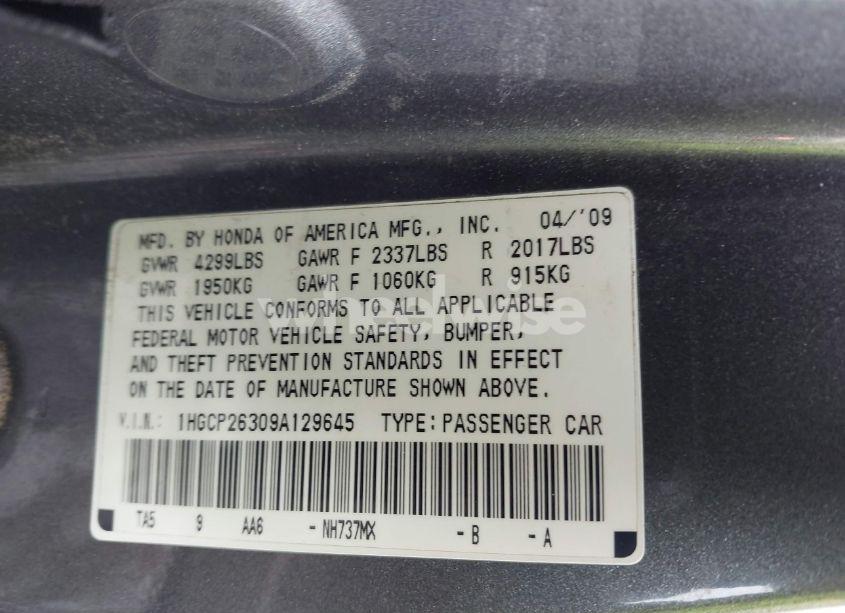 MFD. BY HONDA OF AMERICA MFG., INC. 04/'09
GVWR 4299LBS GAWR F 2337LBS R 2017LBS
GVWR 1950KG GAWR F 1060KG R 915KG
THIS VEHICLE CONFORMS TO ALL APPLICABLE
FEDERAL MOTOR VEHICLE SAFETY, BUMPER,
AND THEFT PREVENTION STANDARDS IN EFFECT
ON THE DATE OF MANUFACTURE SHOWN ABOVE.
V.I.N.: 1HGCP26309A129645 TYPE: PASSENGER CAR
TA5 9 AA6 - NH737MX - B - A
wheelwise